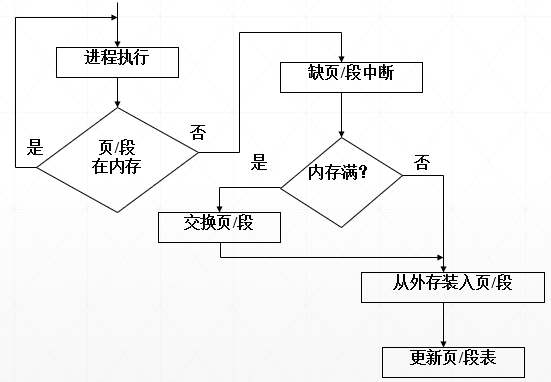 进程执行
页/段
在内存
是
否
缺页/段中断
内存满?
是
否
交换页/段
从外存装入页/段
更新页/段表